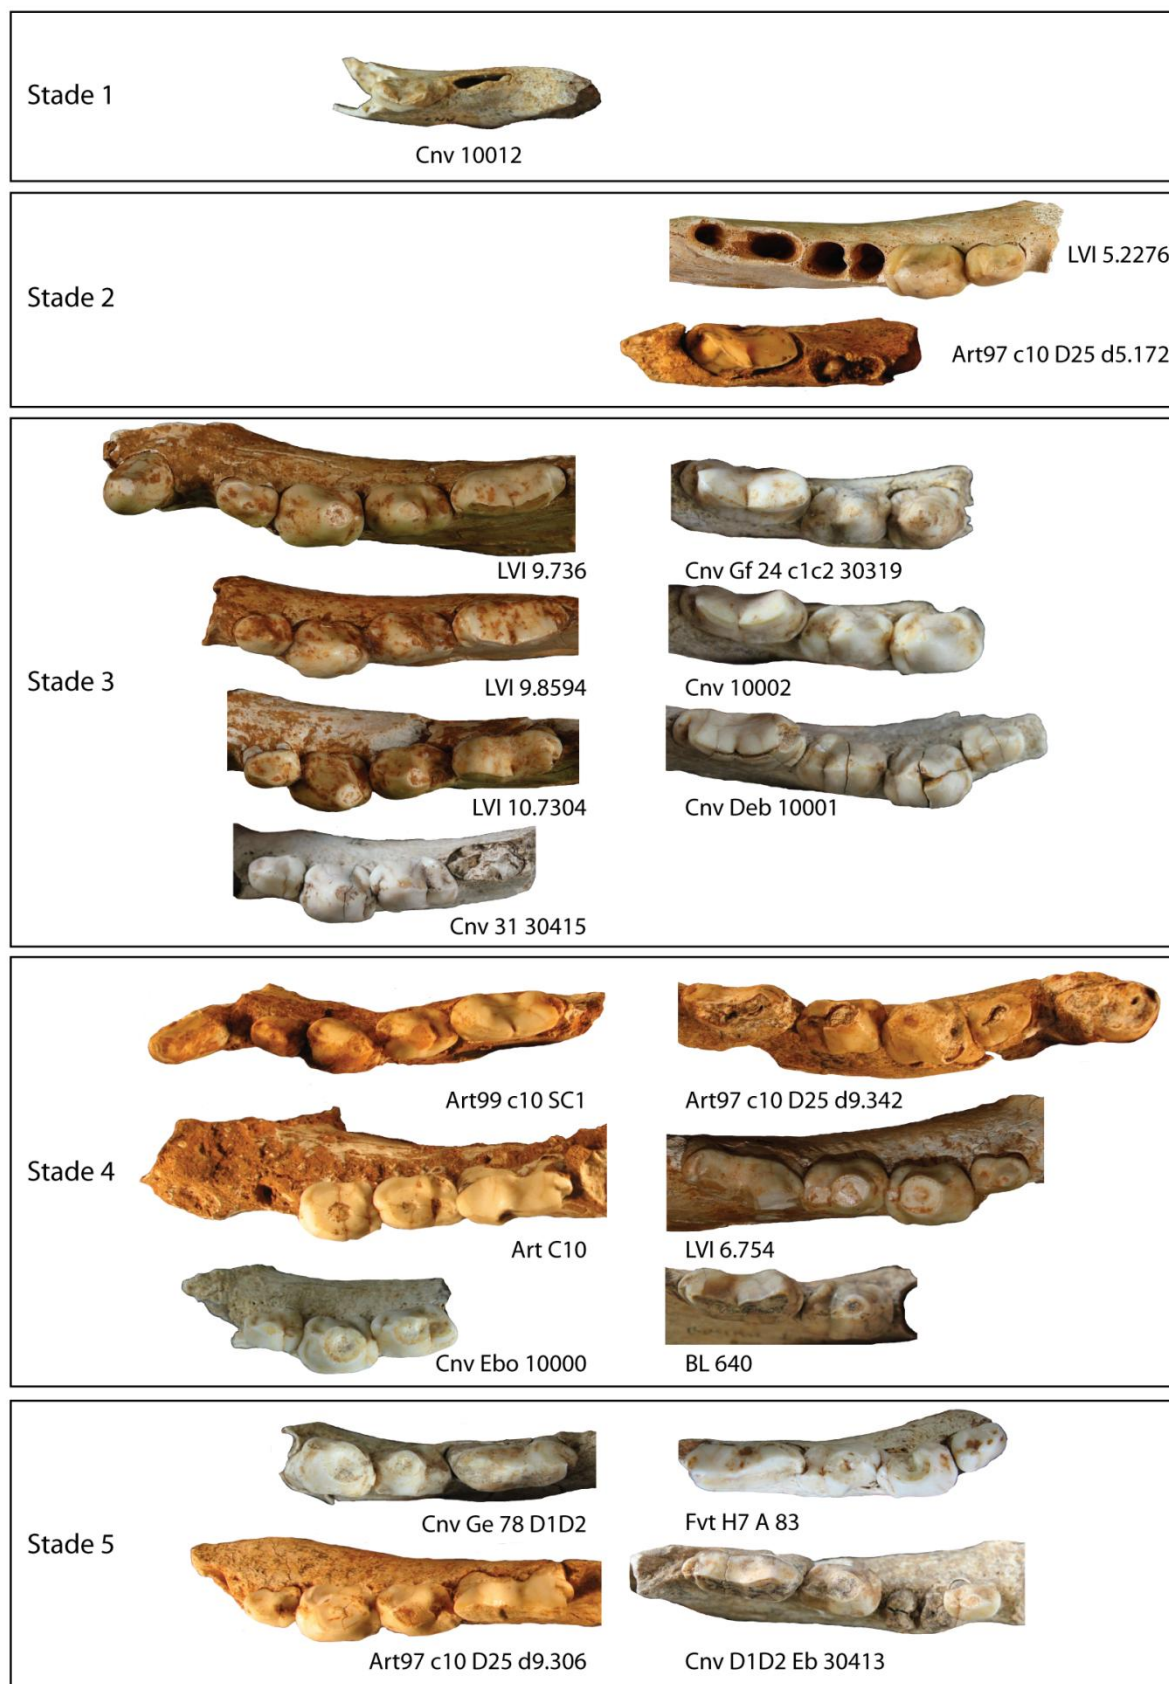 Stade 1
Cnv 10012
Stade 2
LVI 5.2276
Art97 c10 D25 d5.172
Stade 3
LVI 9.736
Cnv Gf 24 c1c2 30319
LVI 9.8594
Cnv 10002
LVI 10.7304
Cnv Deb 10001
Cnv 31 30415
Stade 4
Art99 c10 SC1
Art97 c10 D25 d9.342
Art C10
LVI 6.754
Cnv Ebo 10000
BL 640
Stade 5
Cnv Ge 78 D1D2
Fvt H7 A 83
Art97 c10 D25 d9.306
Cnv D1D2 Eb 30413